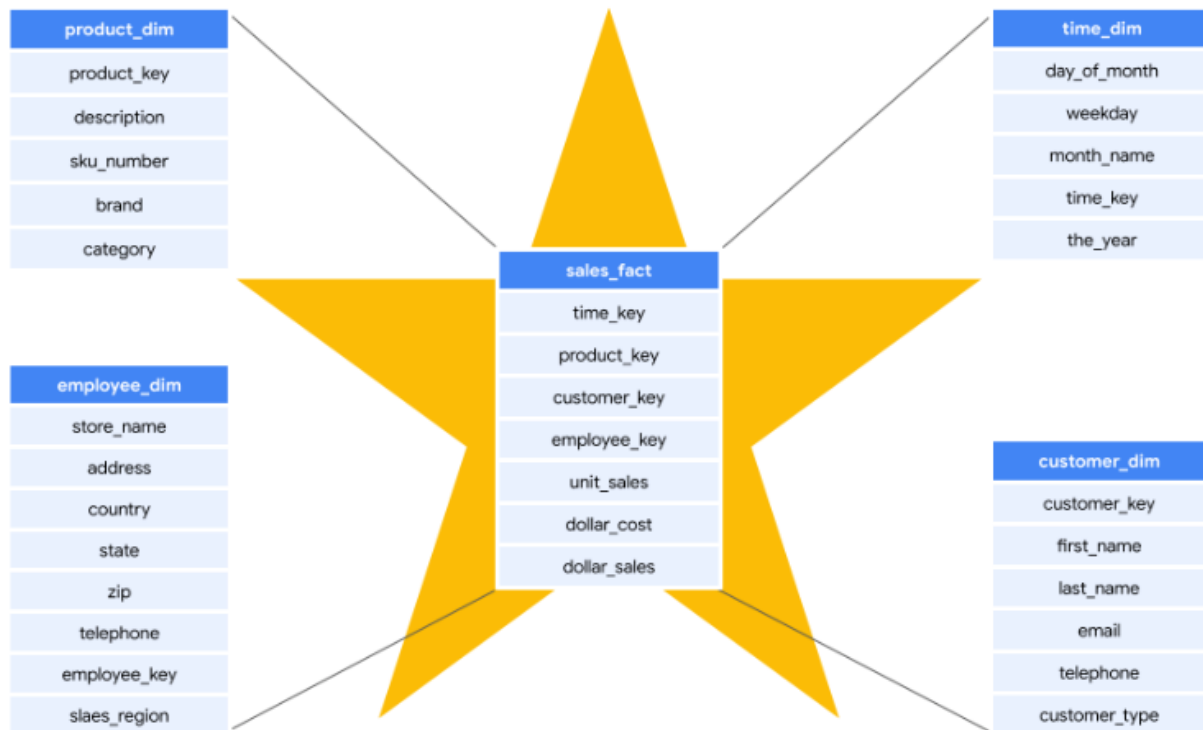 product_dim
product_key
description
sku_number
brand
category
time_dim
day_of_month
weekday
month_name
time_key
the_year
sales_fact
time_key
product_key
customer_key
employee_key
unit_sales
dollar_cost
dollar_sales
employee_dim
store_name
address
country
state
zip
telephone
employee_key
slaes_region
customer_dim
customer_key
first_name
last_name
email
telephone
customer_type